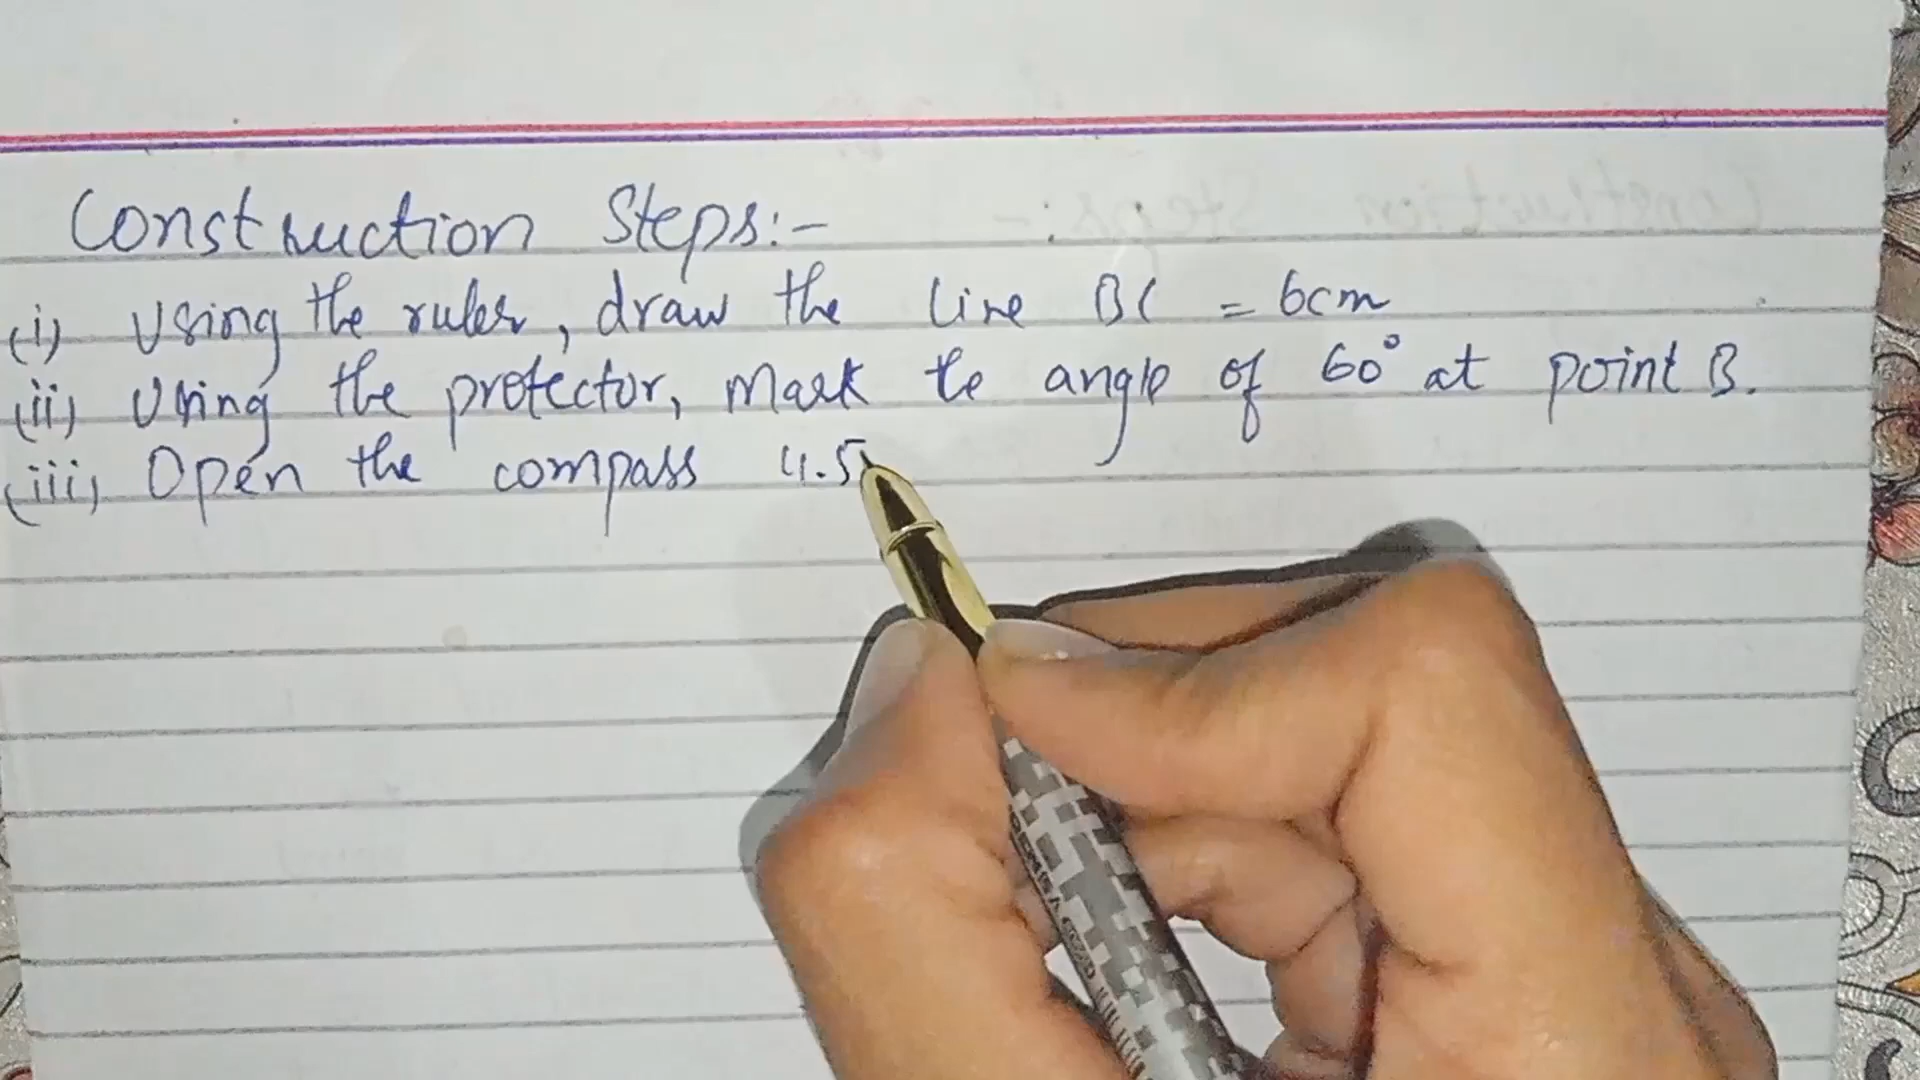 Construction Steps:-
(i) Using the ruler, draw the line BC = 6cm
(ii) Using the protector, mark the angle of 60° at point B.
(iii) Open the compass 4.5